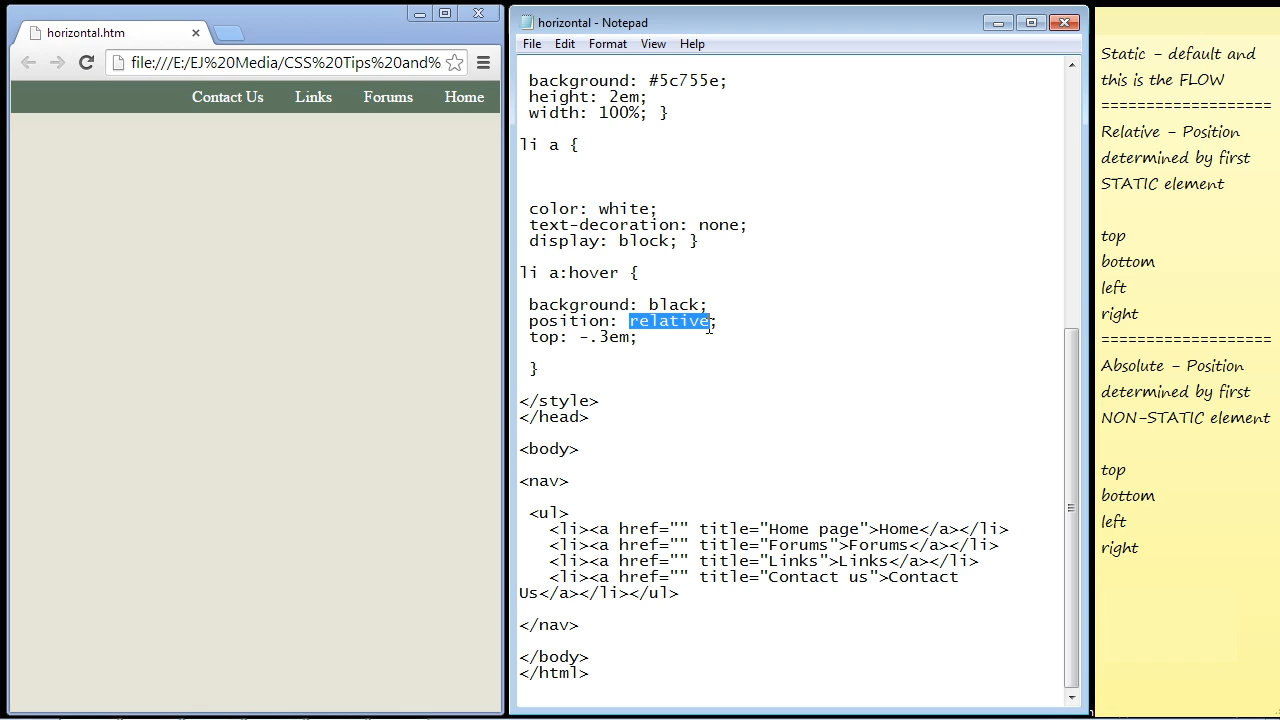 horizontal.htm
file:///E:/EJ%20Media/CSS%20Tips%20and%
Contact Us Links Forums Home
horizontal - Notepad
File Edit Format View Help
background: #5c755e;
height: 2em;
width: 100%; }
li a {
color: white;
text-decoration: none;
display: block; }
li a:hover {
background: black;
position: relative;
top: -.3em;
}
</style>
</head>
<body>
<nav>
<ul>
<li><a href="" title="Home page">Home</a></li>
<li><a href="" title="Forums">Forums</a></li>
<li><a href="" title="Links">Links</a></li>
<li><a href="" title="Contact us">Contact
Us</a></li></ul>
</nav>
</body>
</html>
Static - default and
this is the FLOW
===================
Relative - Position
determined by first
STATIC element
top
bottom
left
right
===================
Absolute - Position
determined by first
NON-STATIC element
top
bottom
left
right